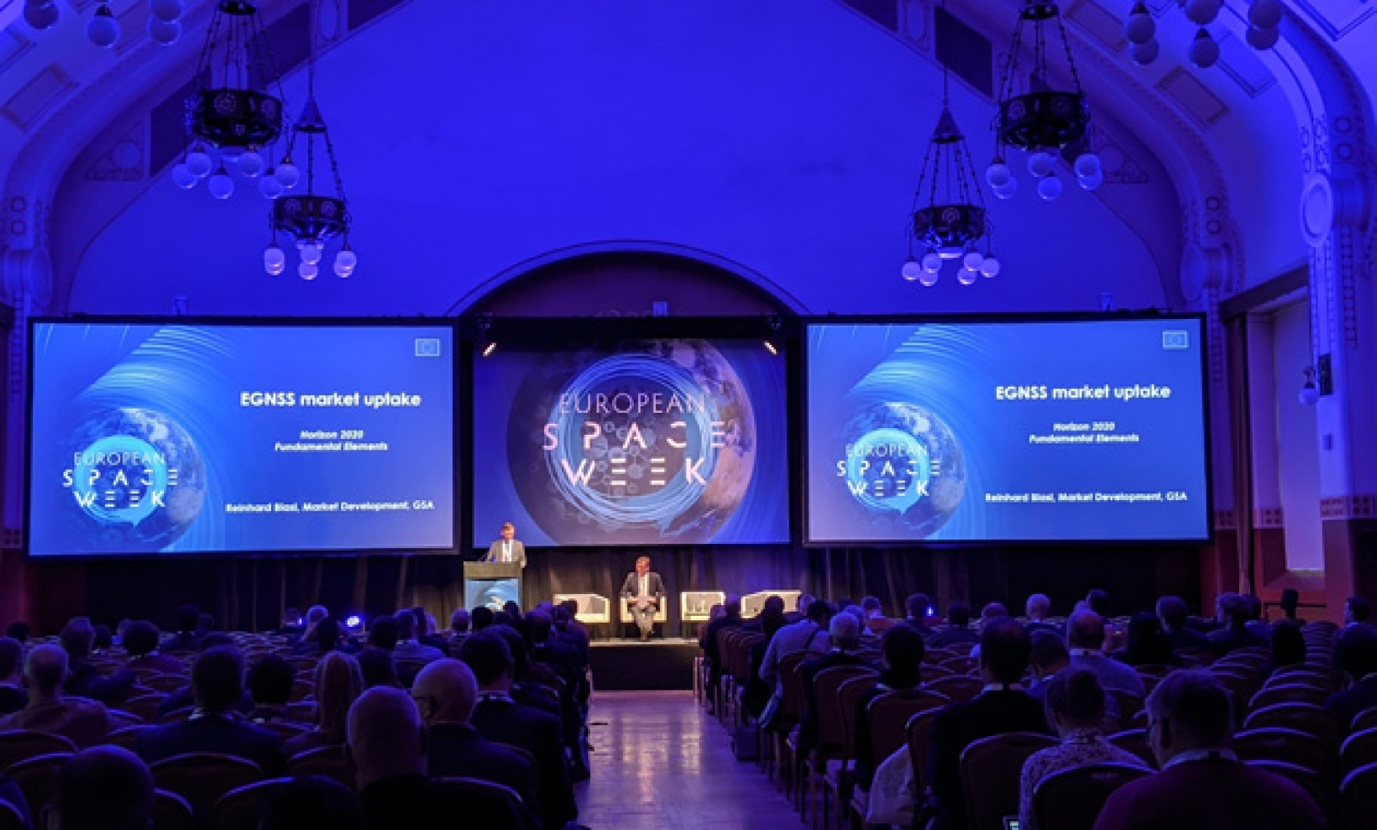 EGNSS market uptake
Horizon 2020
Fundamental Elements
EUROPEAN
SPACE
WEEK
Reinhard Blasi, Market Development, GSA
EUROPEAN
SPACE
WEEK
EGNSS market uptake
Horizon 2020
Fundamental Elements
EUROPEAN
SPACE
WEEK
Reinhard Blasi, Market Development, GSA